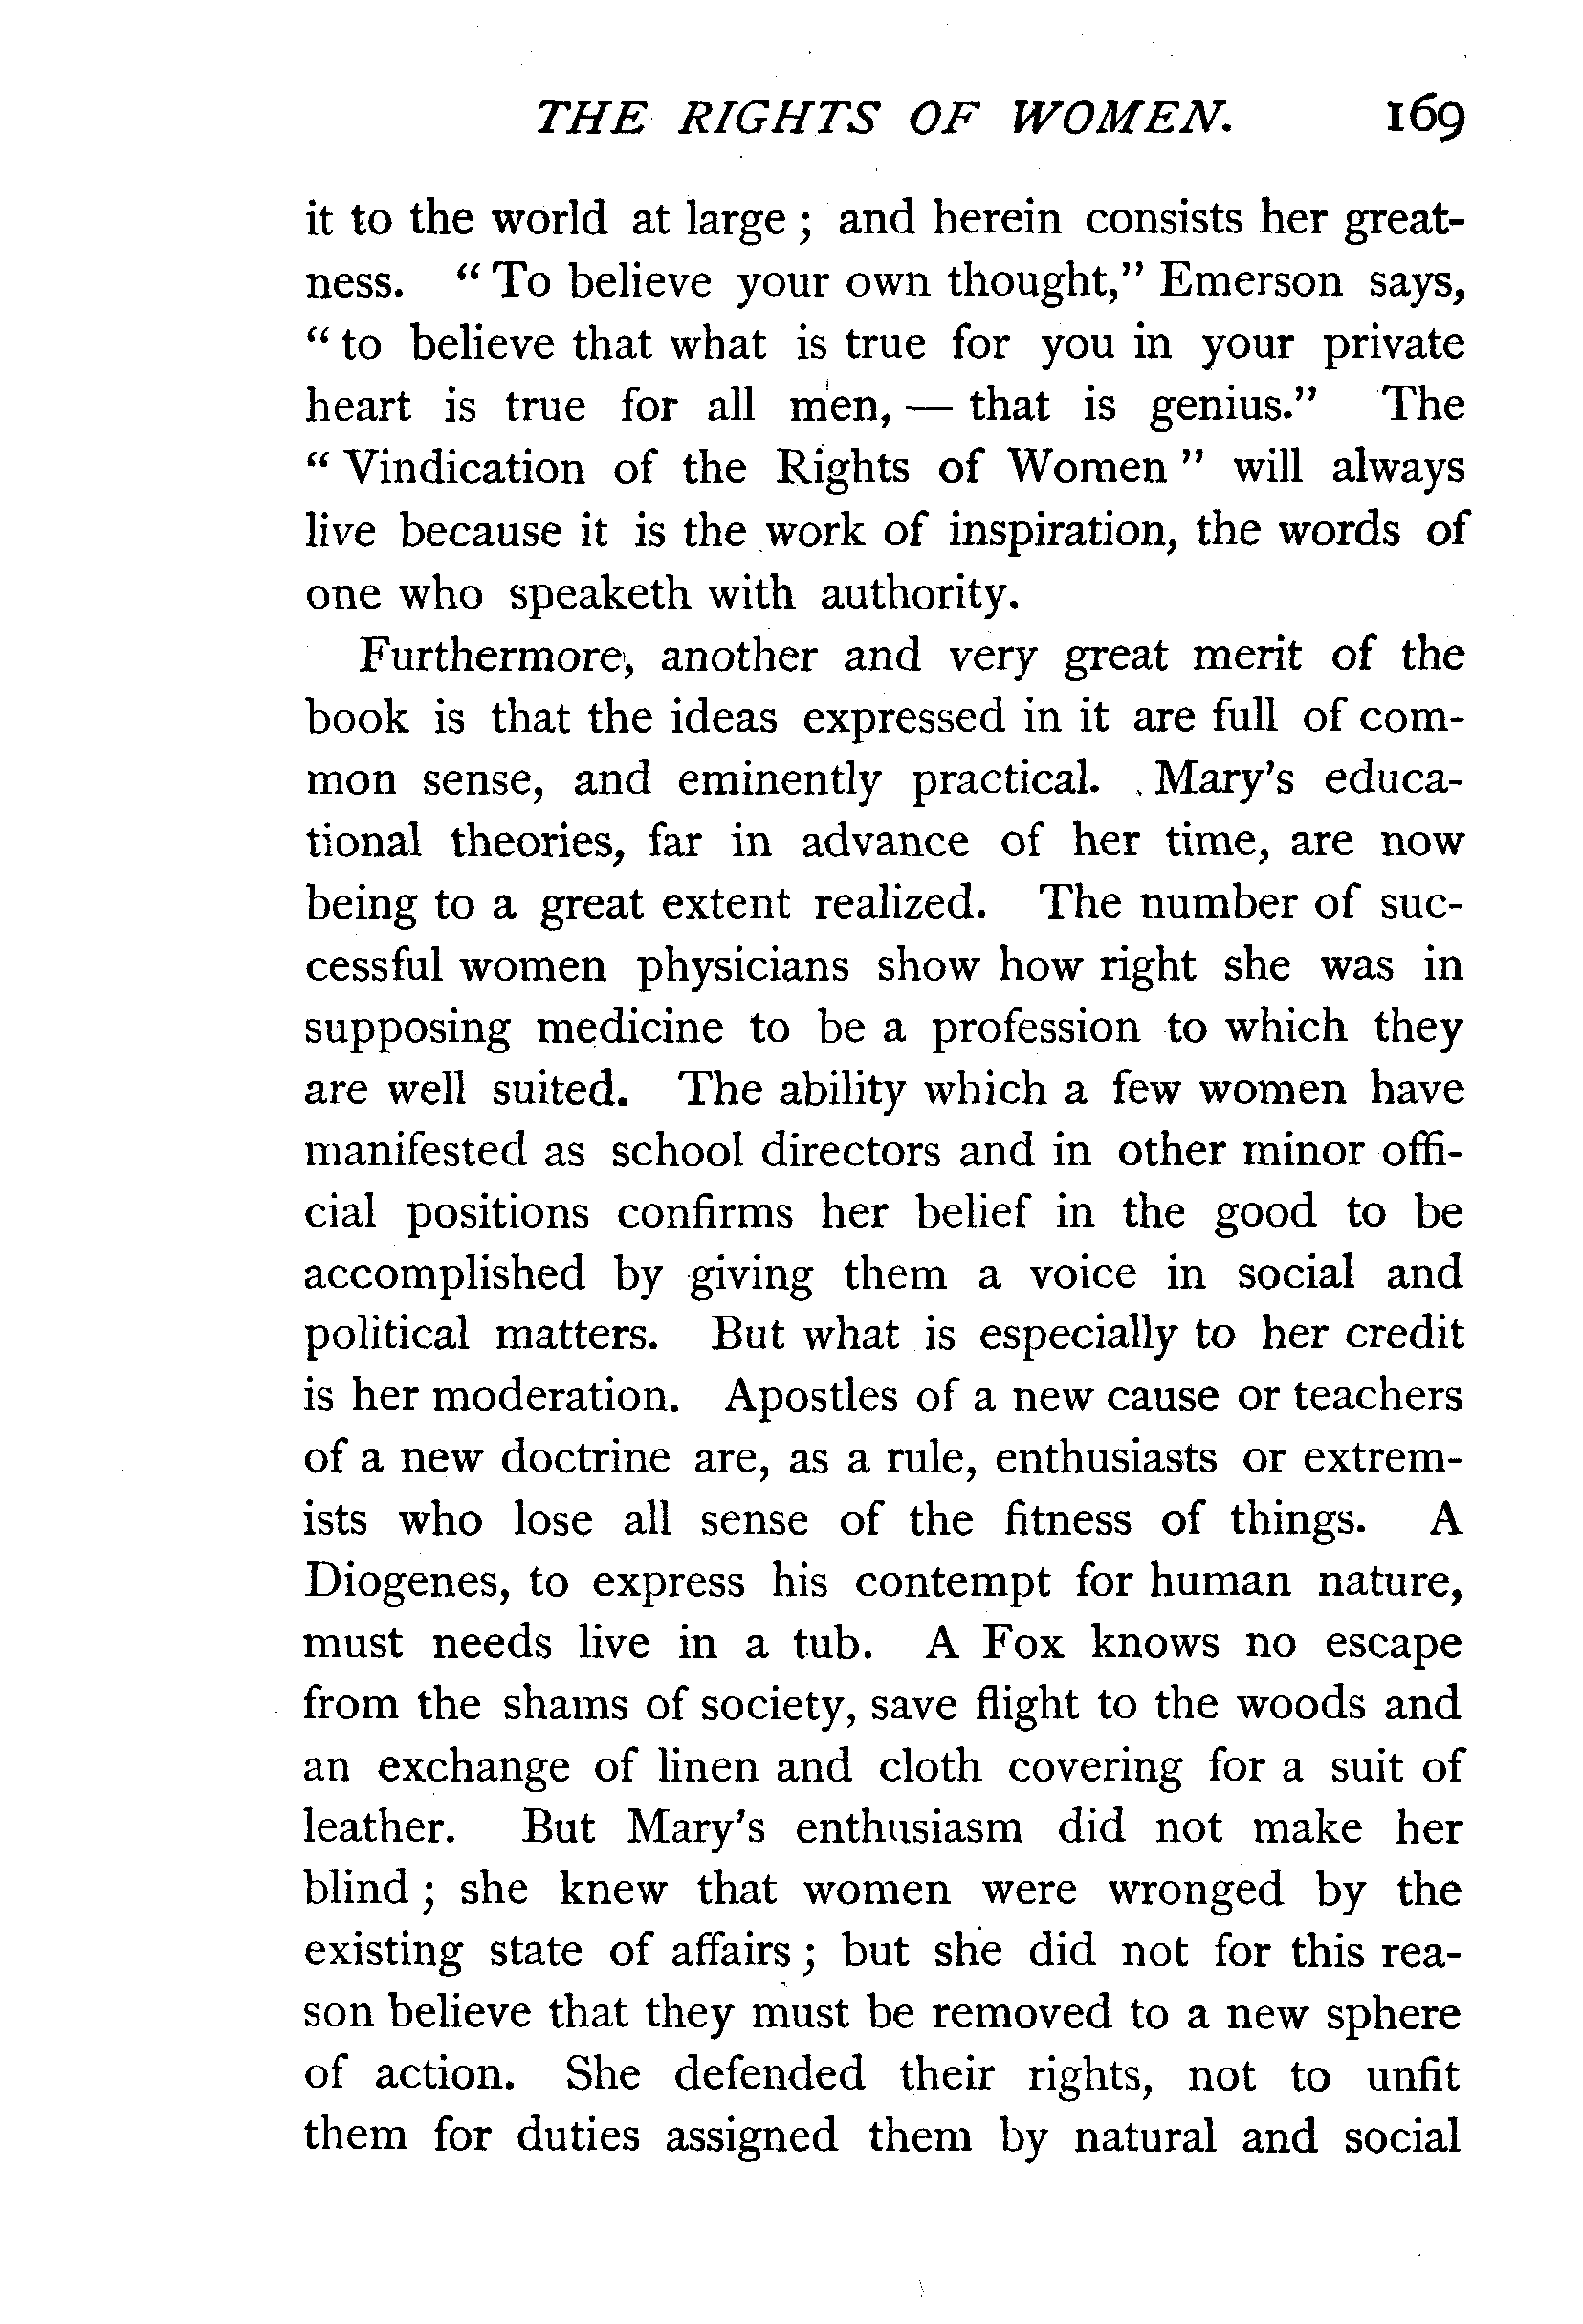 THE RIGHTS OF WOMEN. 169
it to the world at large ; and herein consists her great-
ness. " To believe your own thought," Emerson says,
" to believe that what is true for you in your private
heart is true for all men, — that is genius." The
" Vindication of the Rights of Women " will always
live because it is the work of inspiration, the words of
one who speaketh with authority.
Furthermore, another and very great merit of the
book is that the ideas expressed in it are full of com-
mon sense, and eminently practical. Mary's educa-
tional theories, far in advance of her time, are now
being to a great extent realized. The number of suc-
cessful women physicians show how right she was in
supposing medicine to be a profession to which they
are well suited. The ability which a few women have
manifested as school directors and in other minor offi-
cial positions confirms her belief in the good to be
accomplished by giving them a voice in social and
political matters. But what is especially to her credit
is her moderation. Apostles of a new cause or teachers
of a new doctrine are, as a rule, enthusiasts or extrem-
ists who lose all sense of the fitness of things. A
Diogenes, to express his contempt for human nature,
must needs live in a tub. A Fox knows no escape
from the shams of society, save flight to the woods and
an exchange of linen and cloth covering for a suit of
leather. But Mary's enthusiasm did not make her
blind ; she knew that women were wronged by the
existing state of affairs ; but she did not for this rea-
son believe that they must be removed to a new sphere
of action. She defended their rights, not to unfit
them for duties assigned them by natural and social